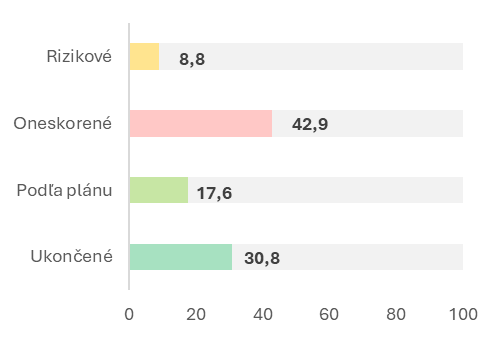 Rizikové 8,8
Oneskorené 42,9
Podľa plánu 17,6
Ukončené 30,8
0 20 40 60 80 100